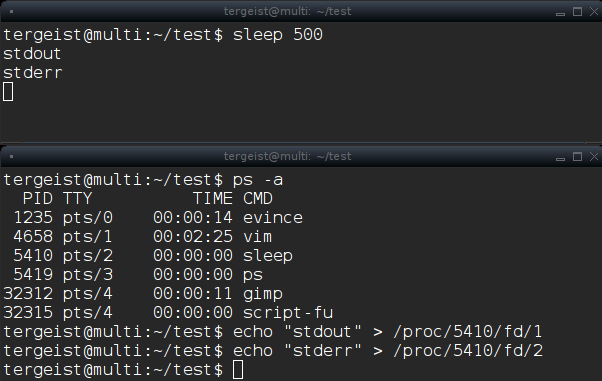 tergeist@multi: ~/test
tergeist@multi:~/test$ sleep 500
stdout
stderr
tergeist@multi: ~/test
tergeist@multi:~/test$ ps -a
  PID TTY          TIME CMD
 1235 pts/0    00:00:14 evince
 4658 pts/1    00:02:25 vim
 5410 pts/2    00:00:00 sleep
 5419 pts/3    00:00:00 ps
32312 pts/4    00:00:11 gimp
32315 pts/4    00:00:00 script-fu
tergeist@multi:~/test$ echo "stdout" > /proc/5410/fd/1
tergeist@multi:~/test$ echo "stderr" > /proc/5410/fd/2
tergeist@multi:~/test$